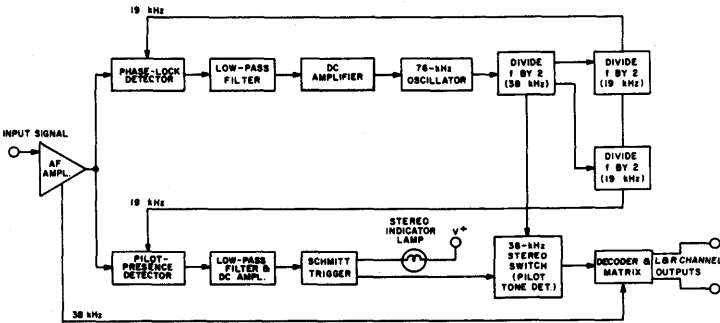 19 kHz
PHASE-LOCK
DETECTOR
LOW-PASS
FILTER
DC
AMPLIFIER
76-kHz
OSCILLATOR
DIVIDE
f BY 2
(38 kHz)
DIVIDE
f BY 2
(19 kHz)
INPUT SIGNAL
AF
AMPL.
DIVIDE
f BY 2
(19 kHz)
19 kHz
STEREO
INDICATOR
LAMP
V+
PILOT-
PRESENCE
DETECTOR
LOW-PASS
FILTER &
DC AMPL.
SCHMITT
TRIGGER
38-kHz
STEREO
SWITCH
(PILOT
TONE DET.)
DECODER &
MATRIX
L & R CHANNEL
OUTPUTS
38 kHz